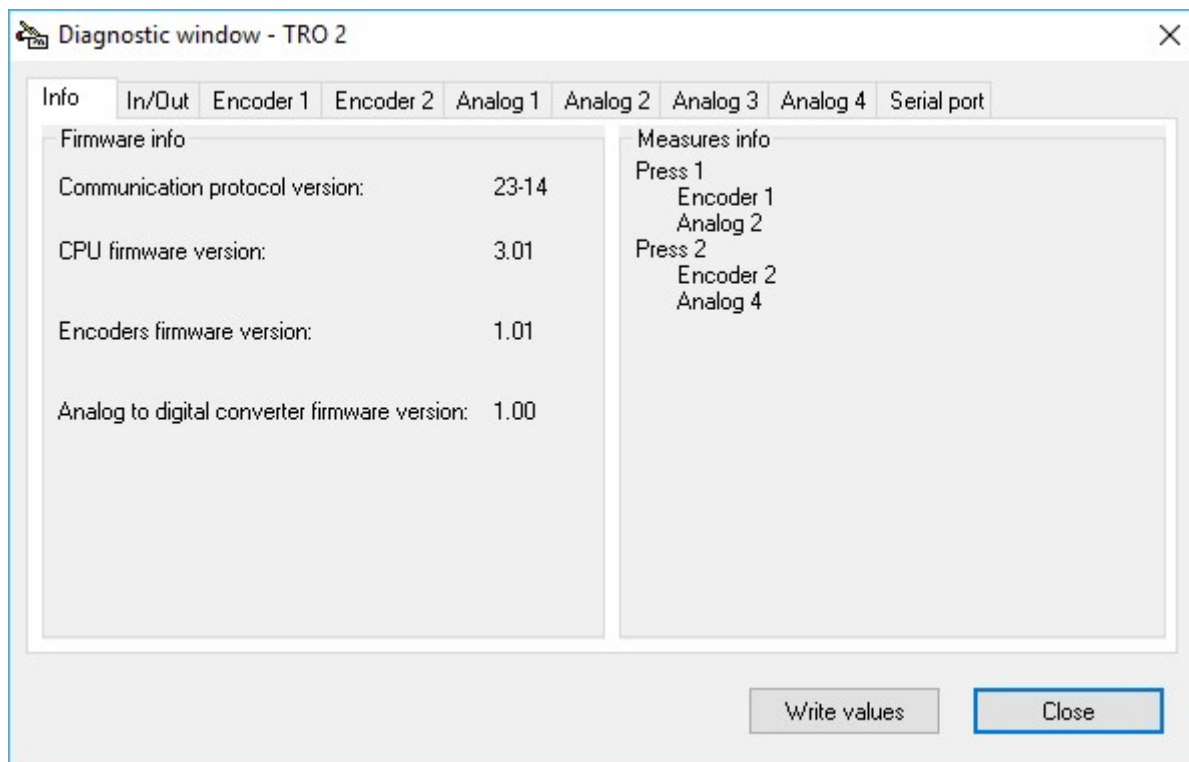 Diagnostic window - TRO 2
Info In/Out Encoder 1 Encoder 2 Analog 1 Analog 2 Analog 3 Analog 4 Serial port
Firmware info
Communication protocol version: 23-14
CPU firmware version: 3.01
Encoders firmware version: 1.01
Analog to digital converter firmware version: 1.00
Measures info
Press 1
Encoder 1
Analog 2
Press 2
Encoder 2
Analog 4
Write values Close